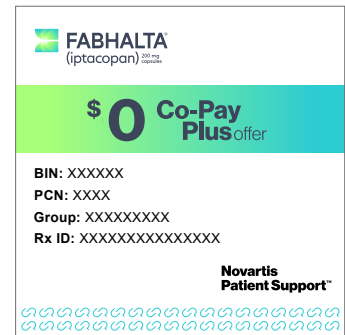 FABHALTA®
(iptacopan) 200 mg capsules
$0 Co-Pay
Plus offer
BIN: XXXXXX
PCN: XXXX
Group: XXXXXXXXX
Rx ID: XXXXXXXXXXXXXXX
Novartis
Patient Support™